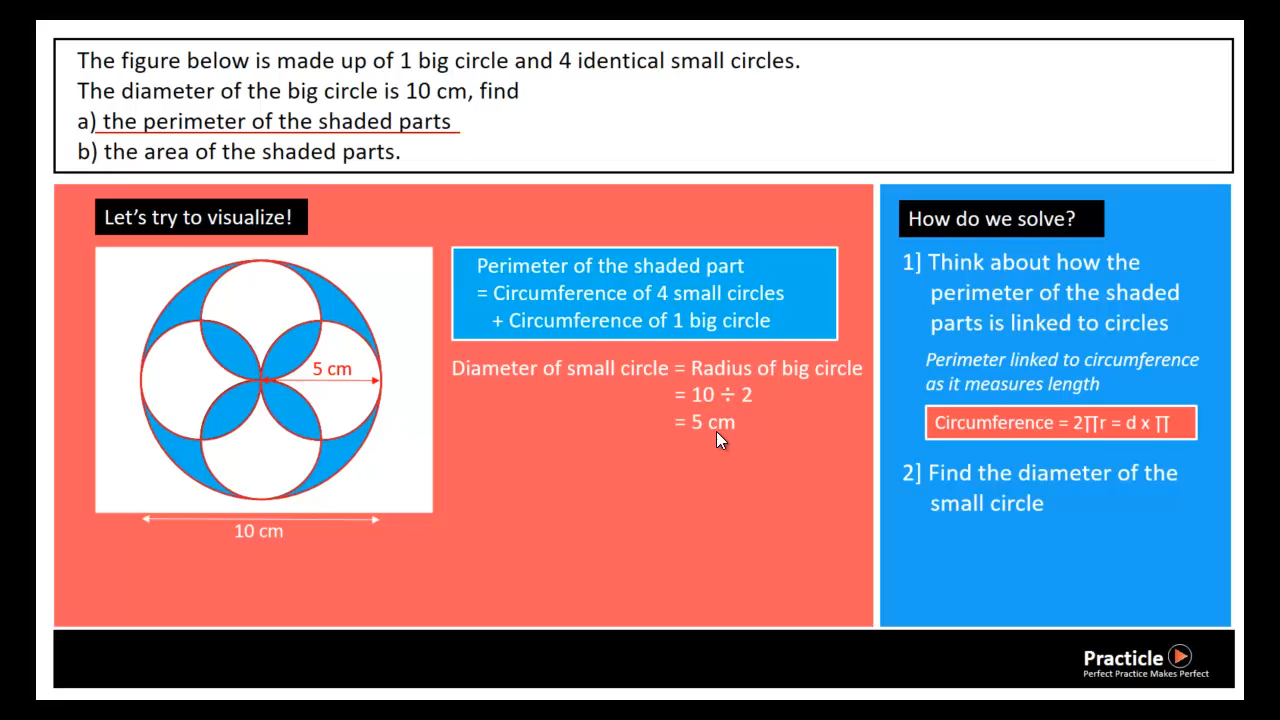 The figure below is made up of 1 big circle and 4 identical small circles.
The diameter of the big circle is 10 cm, find
a) the perimeter of the shaded parts
b) the area of the shaded parts.
Let's try to visualize!
5 cm
10 cm
Perimeter of the shaded part
= Circumference of 4 small circles
+ Circumference of 1 big circle
Diameter of small circle = Radius of big circle
= 10 ÷ 2
= 5 cm
How do we solve?
1] Think about how the
perimeter of the shaded
parts is linked to circles
Perimeter linked to circumference
as it measures length
Circumference = 2∏r = d x ∏
2] Find the diameter of the
small circle
Practicle
Perfect Practice Makes Perfect